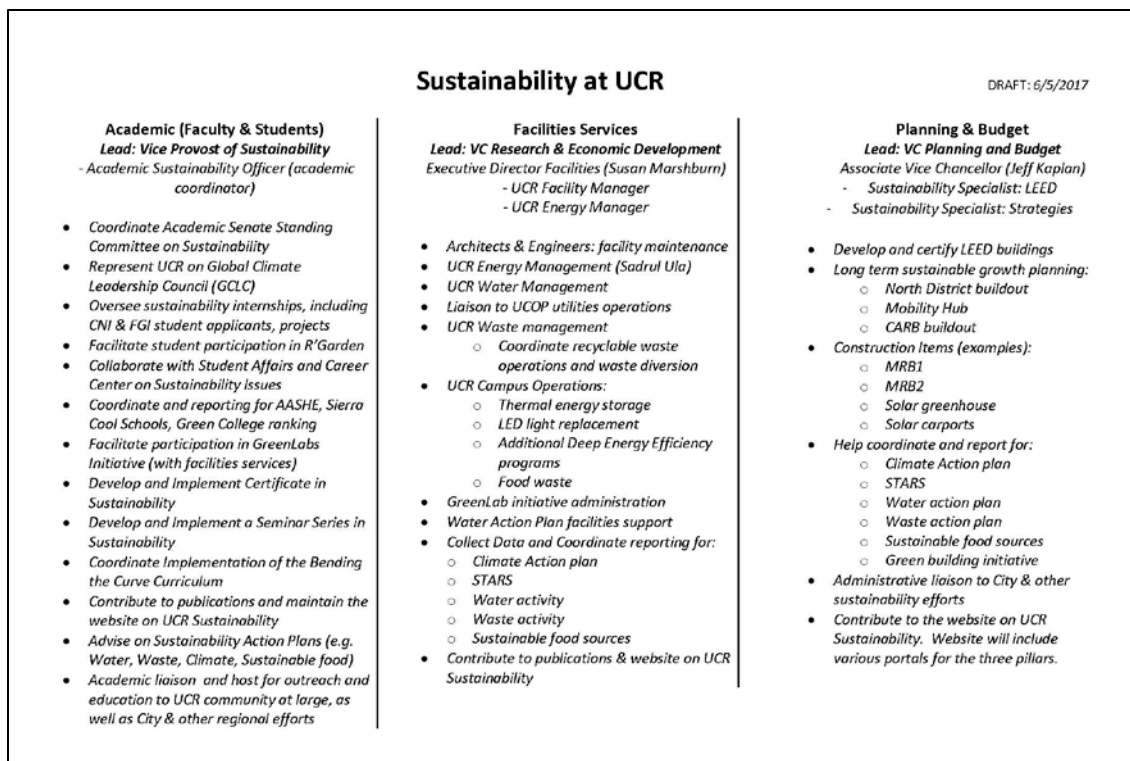 Sustainability at UCR
DRAFT: 6/5/2017
Academic (Faculty & Students)
Lead: Vice Provost of Sustainability
- Academic Sustainability Officer (academic
coordinator)
• Coordinate Academic Senate Standing
Committee on Sustainability
• Represent UCR on Global Climate
Leadership Council (GCLC)
• Oversee sustainability internships, including
CNI & FGI student applicants, projects
• Facilitate student participation in R'Garden
• Collaborate with Student Affairs and Career
Center on Sustainability Issues
• Coordinate and reporting for AASHE, Sierra
Cool Schools, Green College ranking
• Facilitate participation in GreenLabs
Initiative (with facilities services)
• Develop and Implement Certificate in
Sustainability
• Develop and Implement a Seminar Series in
Sustainability
• Coordinate Implementation of the Bending
the Curve Curriculum
• Contribute to publications and maintain the
website on UCR Sustainability
• Advise on Sustainability Action Plans (e.g.
Water, Waste, Climate, Sustainable food)
• Academic liaison and host for outreach and
education to UCR community at large, as
well as City & other regional efforts
Facilities Services
Lead: VC Research & Economic Development
Executive Director Facilities (Susan Marshburn)
- UCR Facility Manager
- UCR Energy Manager
• Architects & Engineers: facility maintenance
• UCR Energy Management (Sadrul Ula)
• UCR Water Management
• Liaison to UCOP utilities operations
• UCR Waste management
○ Coordinate recyclable waste
operations and waste diversion
• UCR Campus Operations:
○ Thermal energy storage
○ LED light replacement
○ Additional Deep Energy Efficiency
programs
○ Food waste
• GreenLab initiative administration
• Water Action Plan facilities support
• Collect Data and Coordinate reporting for:
○ Climate Action plan
○ STARS
○ Water activity
○ Waste activity
○ Sustainable food sources
• Contribute to publications & website on UCR
Sustainability
Planning & Budget
Lead: VC Planning and Budget
Associate Vice Chancellor (Jeff Kaplan)
- Sustainability Specialist: LEED
- Sustainability Specialist: Strategies
• Develop and certify LEED buildings
• Long term sustainable growth planning:
○ North District buildout
○ Mobility Hub
○ CARB buildout
• Construction Items (examples):
○ MRB1
○ MRB2
○ Solar greenhouse
○ Solar carports
• Help coordinate and report for:
○ Climate Action plan
○ STARS
○ Water action plan
○ Waste action plan
○ Sustainable food sources
○ Green building initiative
• Administrative liaison to City & other
sustainability efforts
• Contribute to the website on UCR
Sustainability. Website will include
various portals for the three pillars.